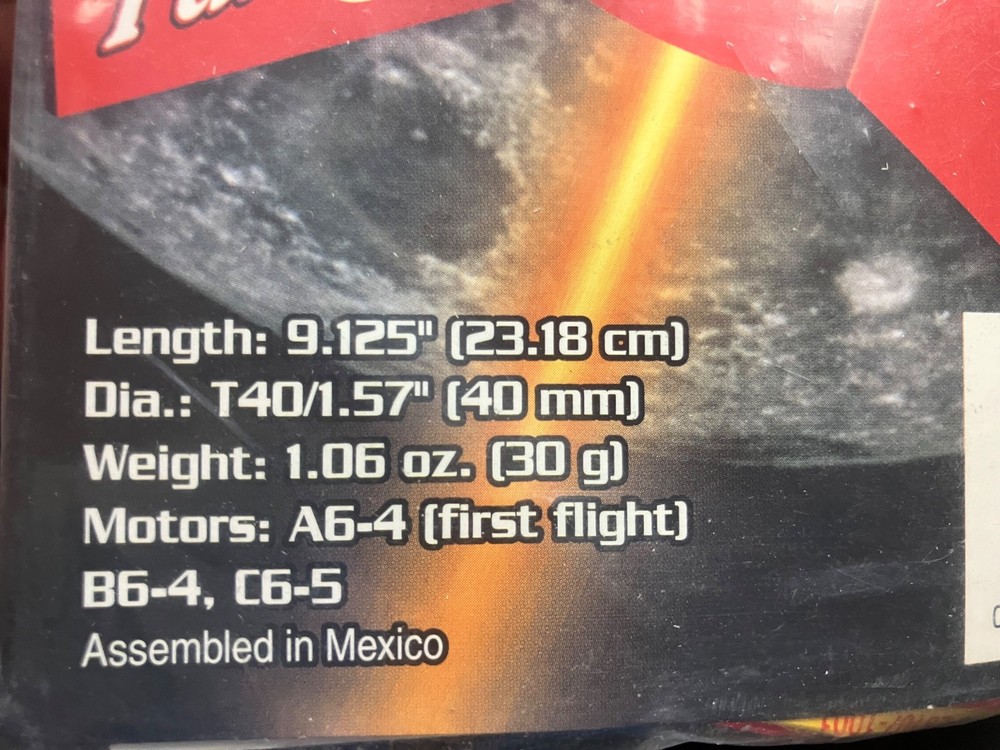 Length: 9.125" (23.18 cm)
Dia.: T40/1.57" (40 mm)
Weight: 1.06 oz. (30 g)
Motors: A6-4 (first flight)
B6-4, C6-5
Assembled in Mexico